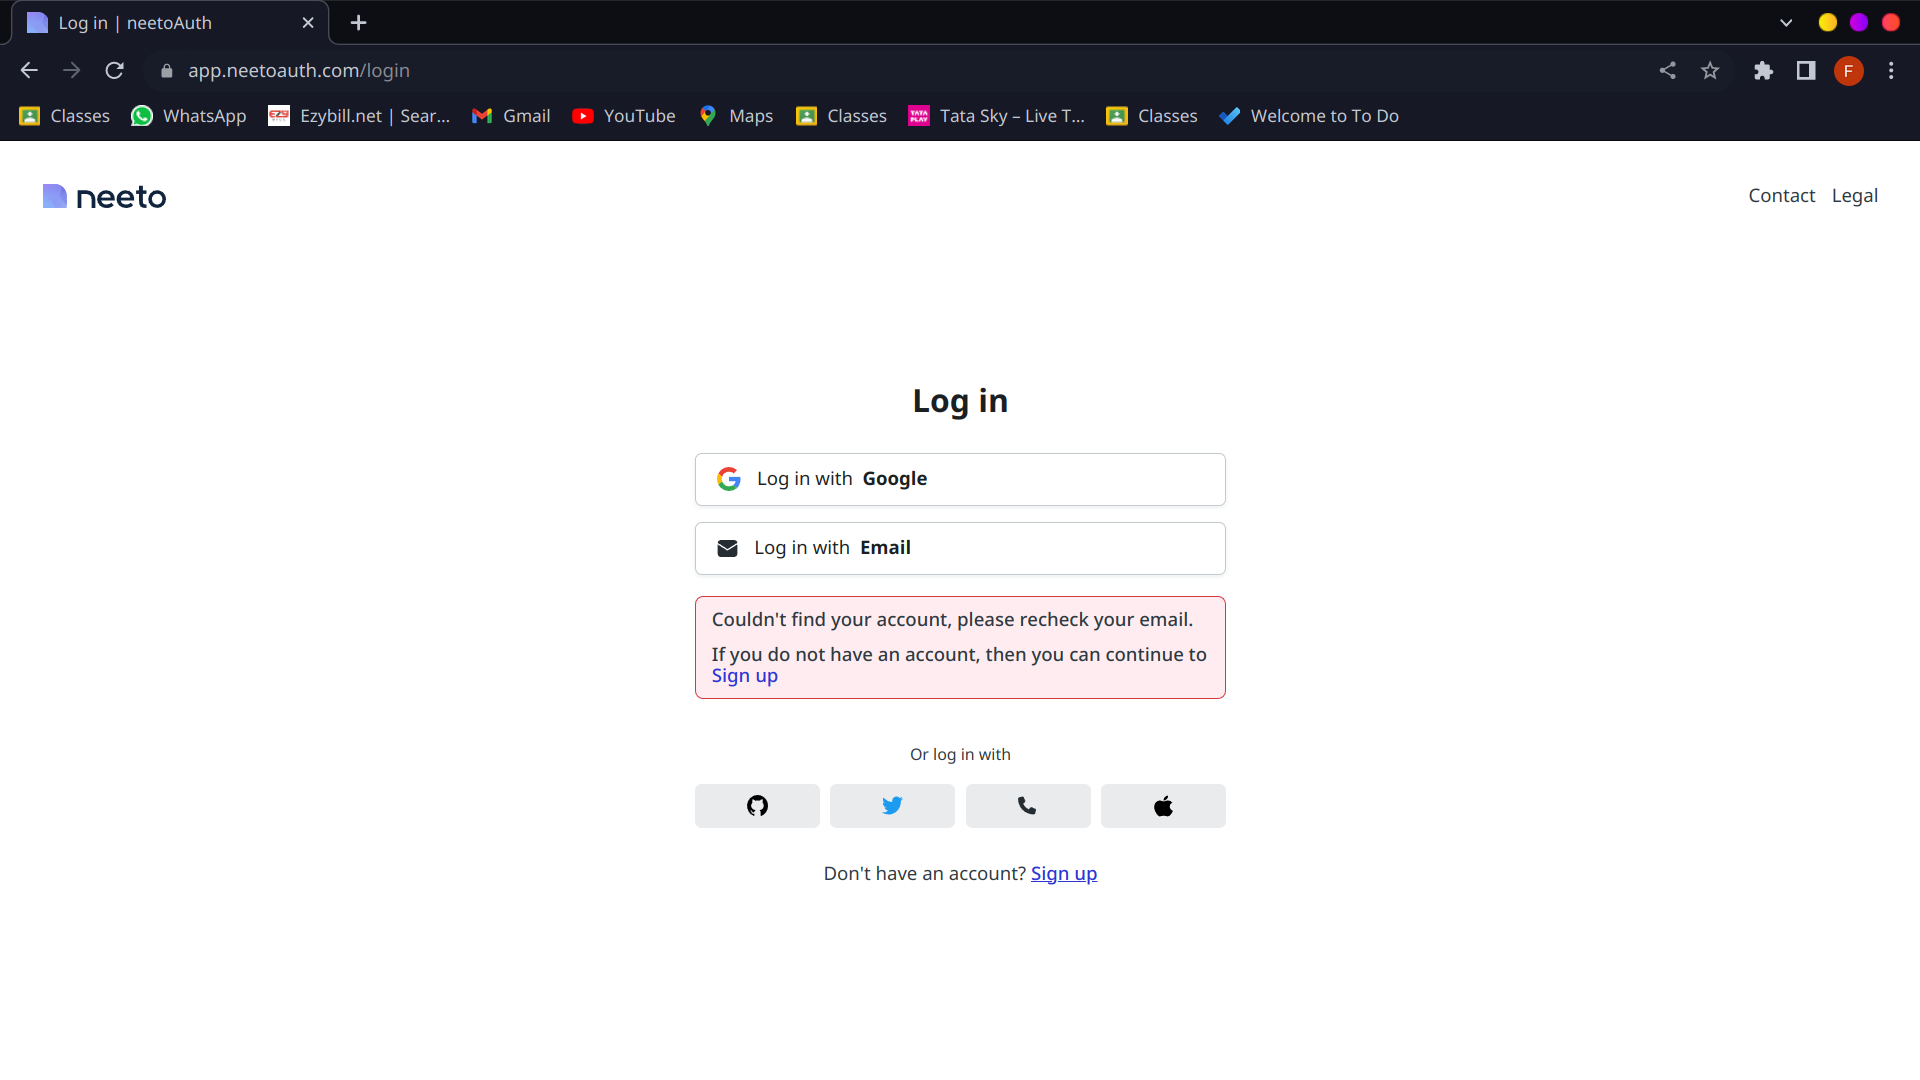 Log in | neetoAuth
app.neetoauth.com/login
F
Classes
WhatsApp
Ezybill.net | Sear...
Gmail
YouTube
Maps
Classes
TATA PLAY
Tata Sky – Live T...
Classes
Welcome to To Do
neeto
Contact
Legal
Log in
Log in with Google
Log in with Email
Couldn't find your account, please recheck your email.
If you do not have an account, then you can continue to
Sign up
Or log in with
Don't have an account? Sign up